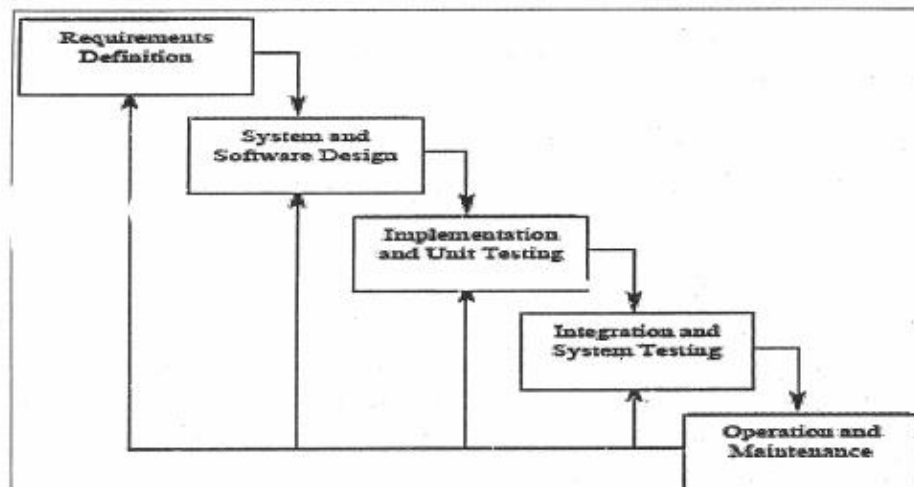 Requirements
Definition
System and
Software Design
Implementation
and Unit Testing
Integration and
System Testing
Operation and
Maintenance